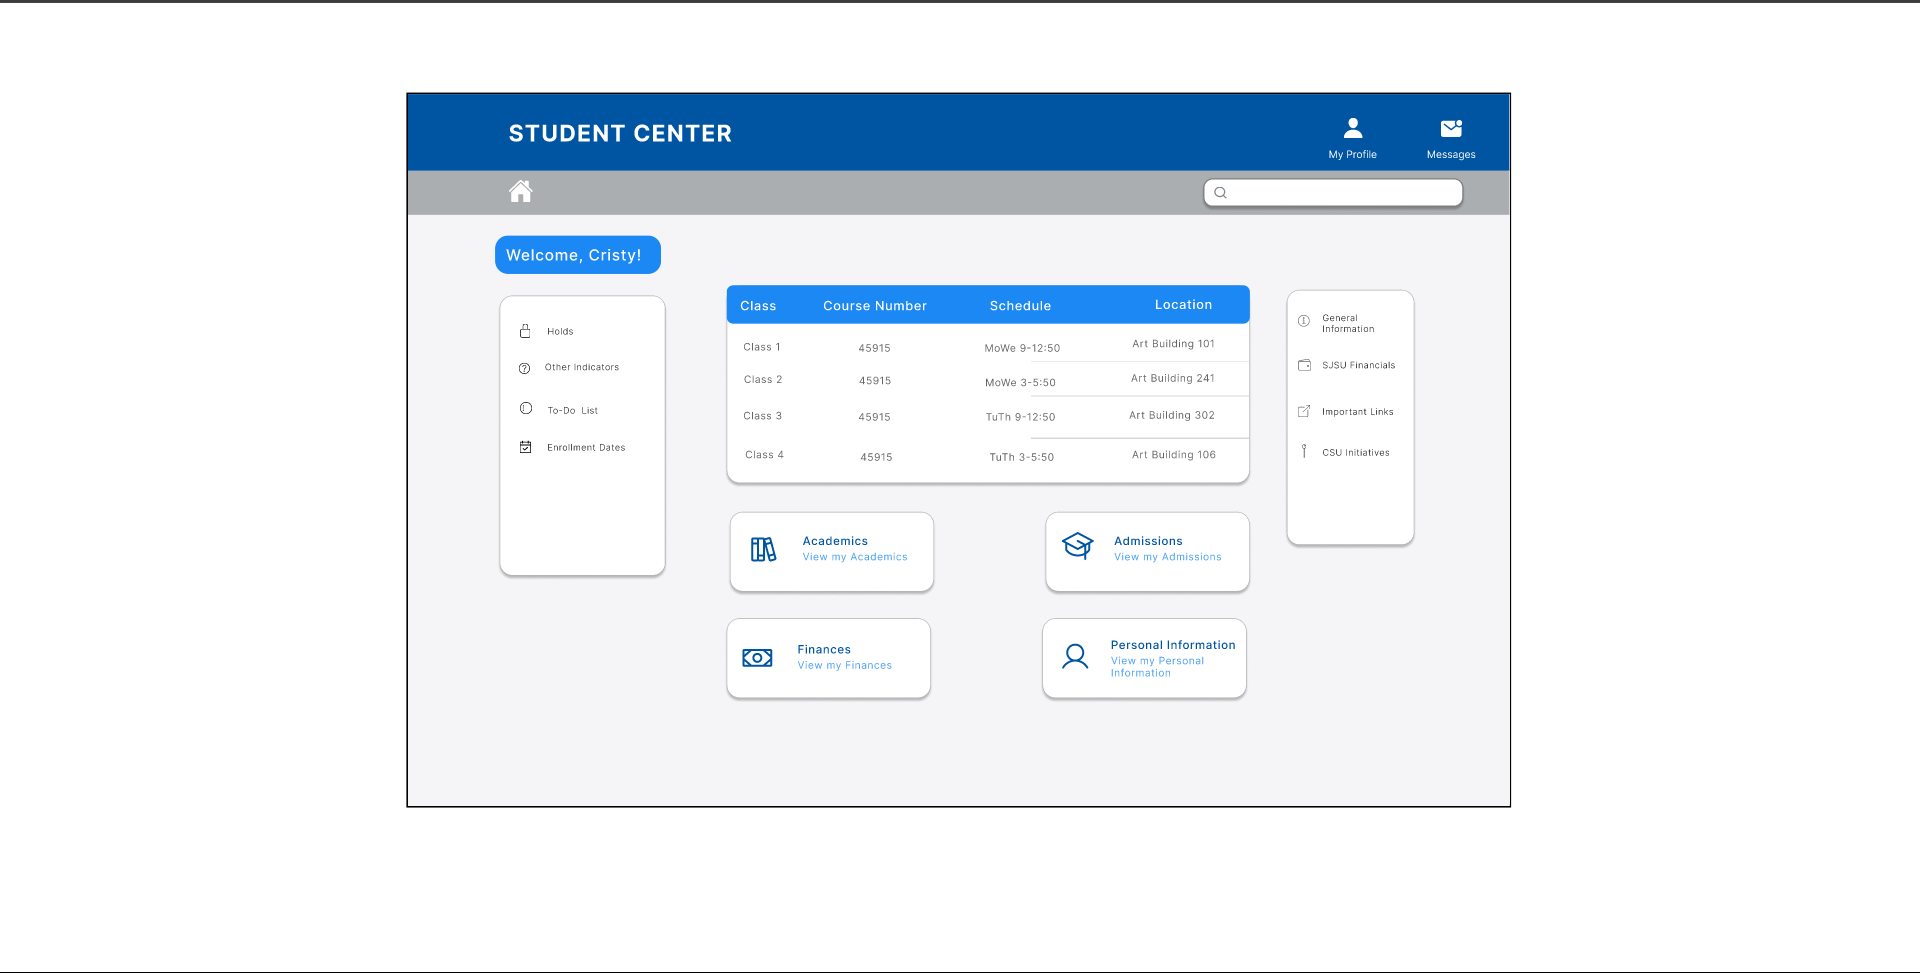 STUDENT CENTER
My Profile
Messages
Welcome, Cristy!
Holds
Other Indicators
To-Do List
Enrollment Dates
Class Course Number Schedule Location
Class 1 45915 MoWe 9-12:50 Art Building 101
Class 2 45915 MoWe 3-5:50 Art Building 241
Class 3 45915 TuTh 9-12:50 Art Building 302
Class 4 45915 TuTh 3-5:50 Art Building 106
General
Information
SJSU Financials
Important Links
CSU Initiatives
Academics
View my Academics
Admissions
View my Admissions
Finances
View my Finances
Personal Information
View my Personal
Information